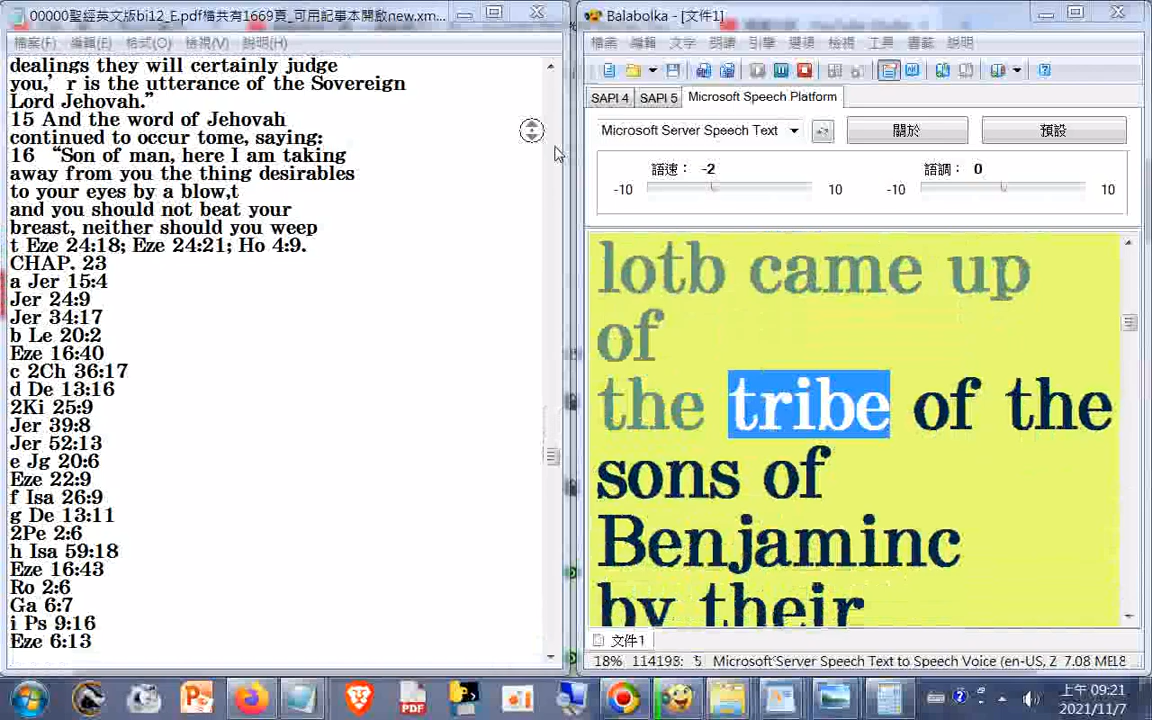 00000聖經英文版bi12_E.pdf檔共有1669頁_可用記事本開啟new.xm...
檔案(F) 編輯(E) 格式(O) 檢視(V) 說明(H)
dealings they will certainly judge
you,’ r is the utterance of the Sovereign
Lord Jehovah.”
15 And the word of Jehovah
continued to occur tome, saying:
16 “Son of man, here I am taking
away from you the thing desirables
to your eyes by a blow,t
and you should not beat your
breast, neither should you weep
t Eze 24:18; Eze 24:21; Ho 4:9.
CHAP. 23
a Jer 15:4
Jer 24:9
Jer 34:17
b Le 20:2
Eze 16:40
c 2Ch 36:17
d De 13:16
2Ki 25:9
Jer 39:8
Jer 52:13
e Jg 20:6
Eze 22:9
f Isa 26:9
g De 13:11
2Pe 2:6
h Isa 59:18
Eze 16:43
Ro 2:6
Ga 6:7
i Ps 9:16
Eze 6:13
Balabolka - [文件1]
檔案 編輯 文字 朗讀 引擎 選項 檢視 工具 書籤 說明
SAPI 4 SAPI 5 Microsoft Speech Platform
Microsoft Server Speech Text 關於 預設
語速: -2 語調: 0
-10 10 -10 10
lotb came up
of
the tribe of the
sons of
Benjaminc
by their
文件1
18% 114193: 5 Microsoft Server Speech Text to Speech Voice (en-US, Z 7.08 MEL8
PDF
上午 09:21
2021/11/7